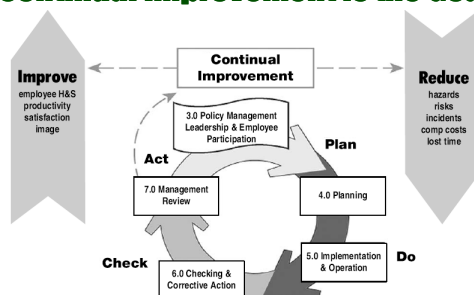 Continual
Improvement
Improve
employee H&S
productivity
satisfaction
image
Reduce
hazards
risks
incidents
comp costs
lost time
3.0 Policy Management
Leadership & Employee
Participation
Plan
Act
7.0 Management
Review
4.0 Planning
5.0 Implementation
& Operation
Do
Check
6.0 Checking &
Corrective Action